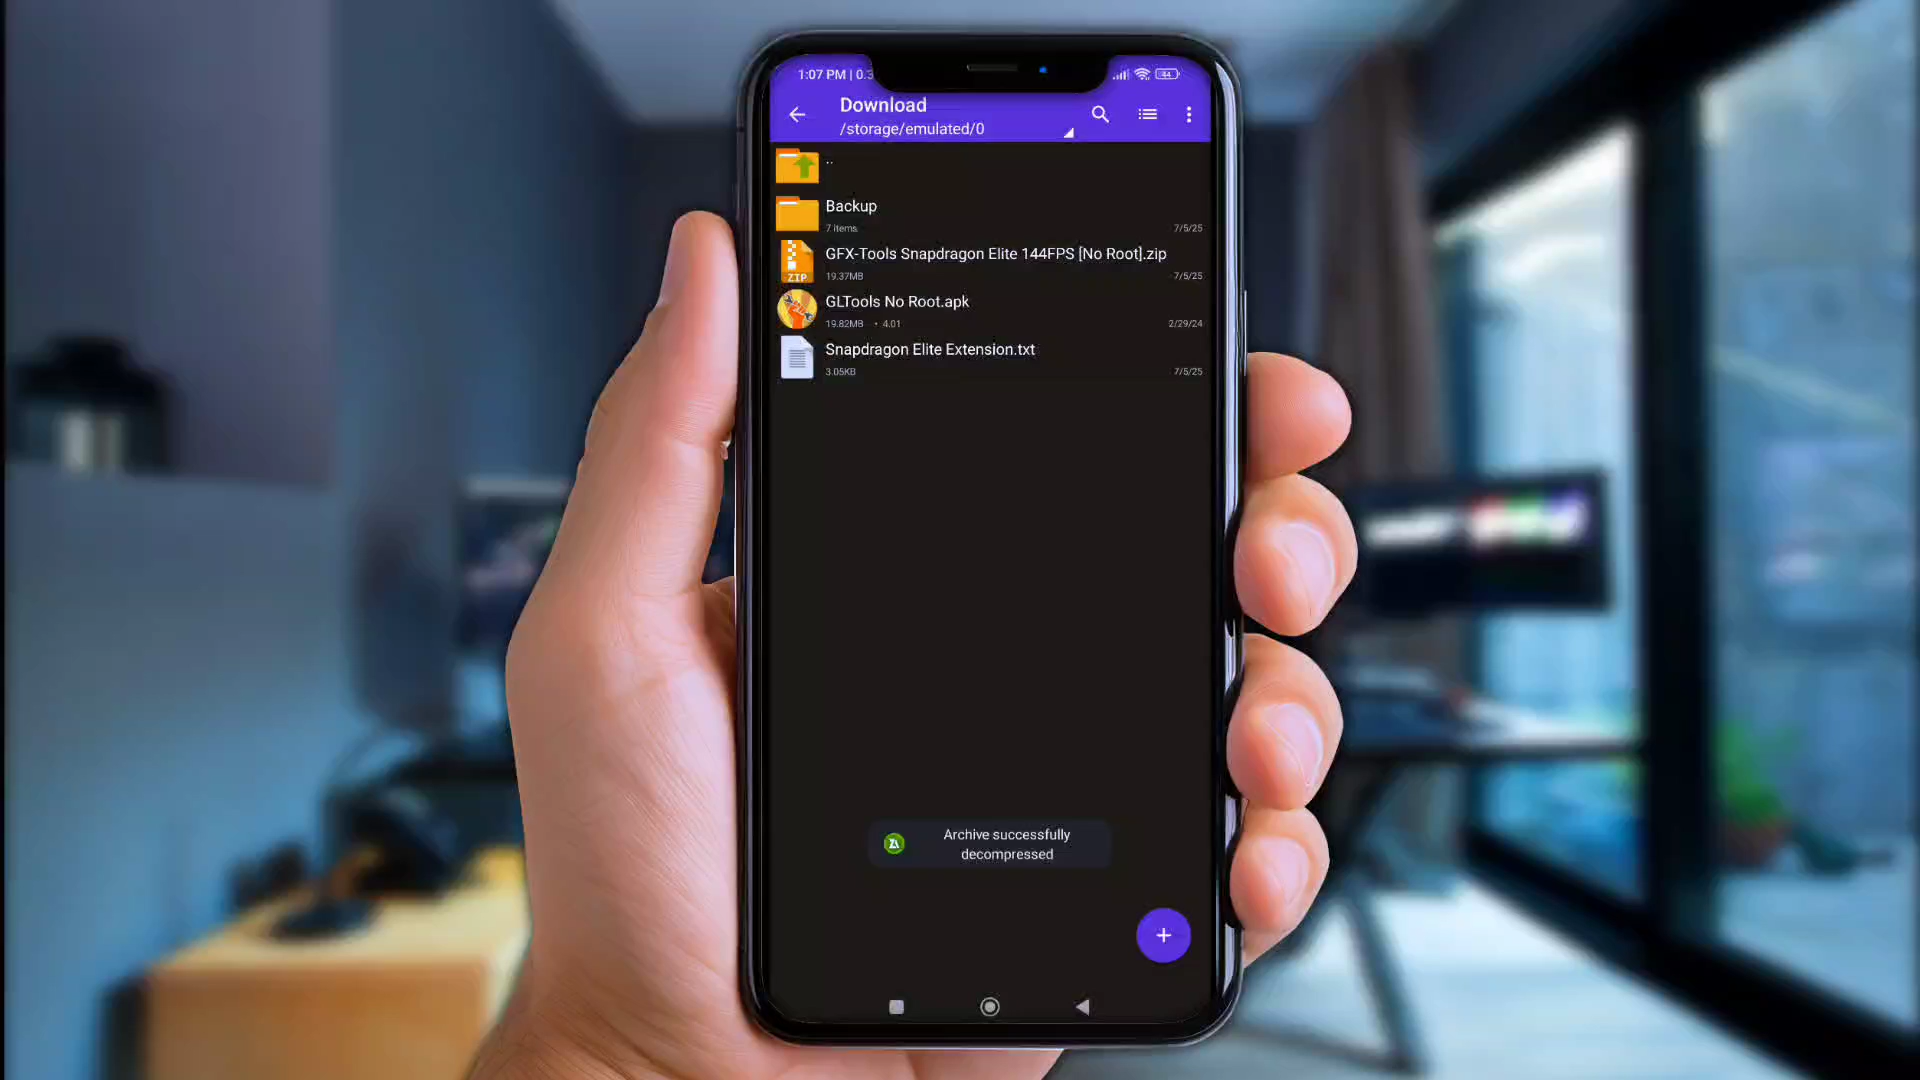 1:07 PM | 0.3
44
Download
/storage/emulated/0
..
Backup
7 items
7/5/25
GFX-Tools Snapdragon Elite 144FPS [No Root].zip
ZIP
19.37MB
7/5/25
GLTools No Root.apk
19.82MB • 4.01
2/29/24
Snapdragon Elite Extension.txt
3.05KB
7/5/25
Archive successfully
decompressed